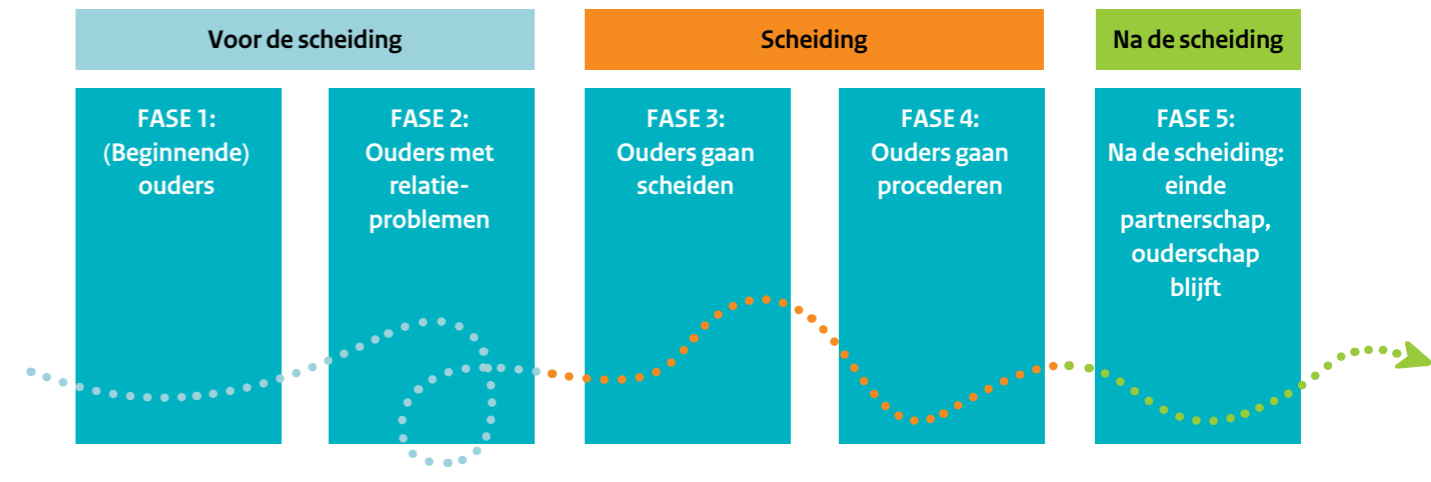 Voor de scheiding
Scheiding
Na de scheiding
FASE 1:
(Beginnende)
ouders
FASE 2:
Ouders met
relatie-
problemen
FASE 3:
Ouders gaan
scheiden
FASE 4:
Ouders gaan
procederen
FASE 5:
Na de scheiding:
einde
partnerschap,
ouderschap
blijft